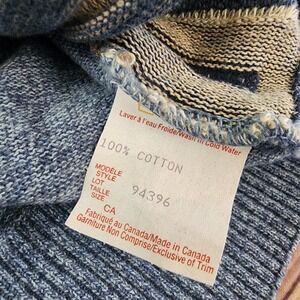 Laver à l'eau Froide/Wash in Cold Water
100% COTTON
MODÈLE
STYLE
LOT 94396
TAILLE
SIZE
CA
Fabriqué au Canada/Made in Canada
Garniture Non Comprise/Exclusive of Trim